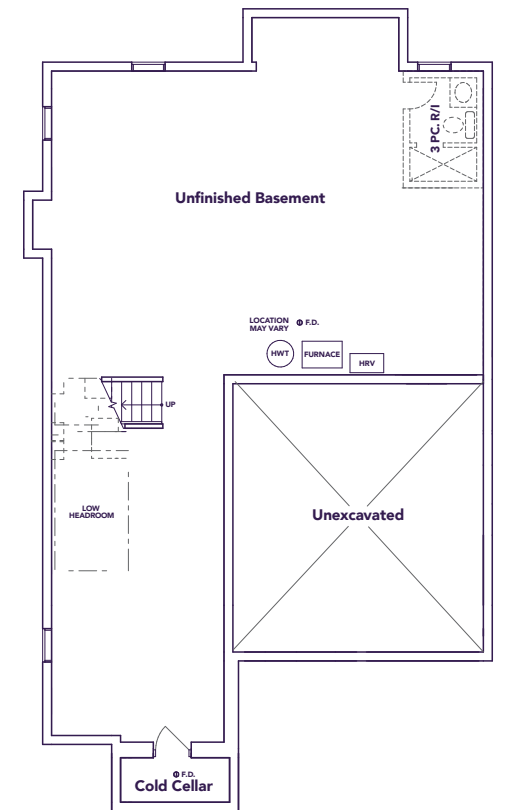 3 PC. R/I
Unfinished Basement
LOCATION
MAY VARY
F.D.
HWT
FURNACE
HRV
UP
LOW
HEADROOM
Unexcavated
F.D.
Cold Cellar